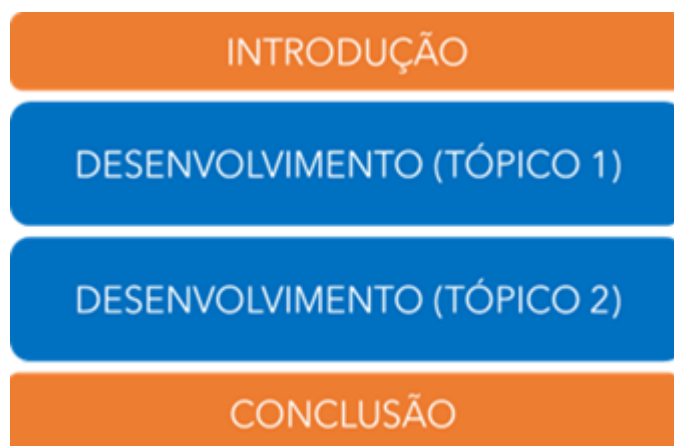 INTRODUÇÃO
DESENVOLVIMENTO (TÓPICO 1)
DESENVOLVIMENTO (TÓPICO 2)
CONCLUSÃO